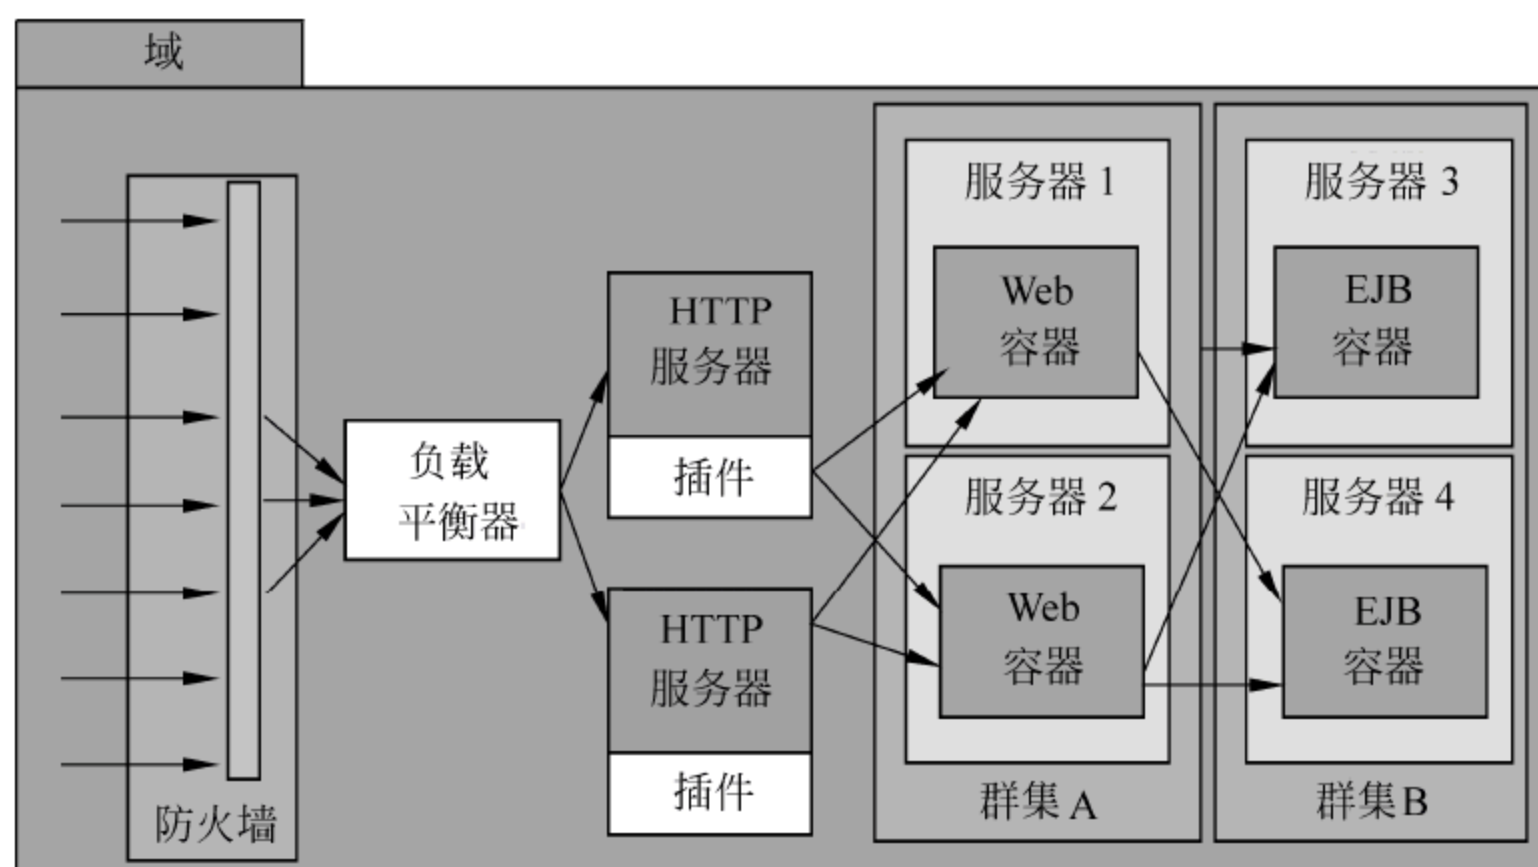 域
防火墙
负载
平衡器
HTTP
服务器
插件
HTTP
服务器
插件
服务器 1
Web
容器
服务器 2
Web
容器
群集A
服务器 3
EJB
容器
服务器 4
EJB
容器
群集B